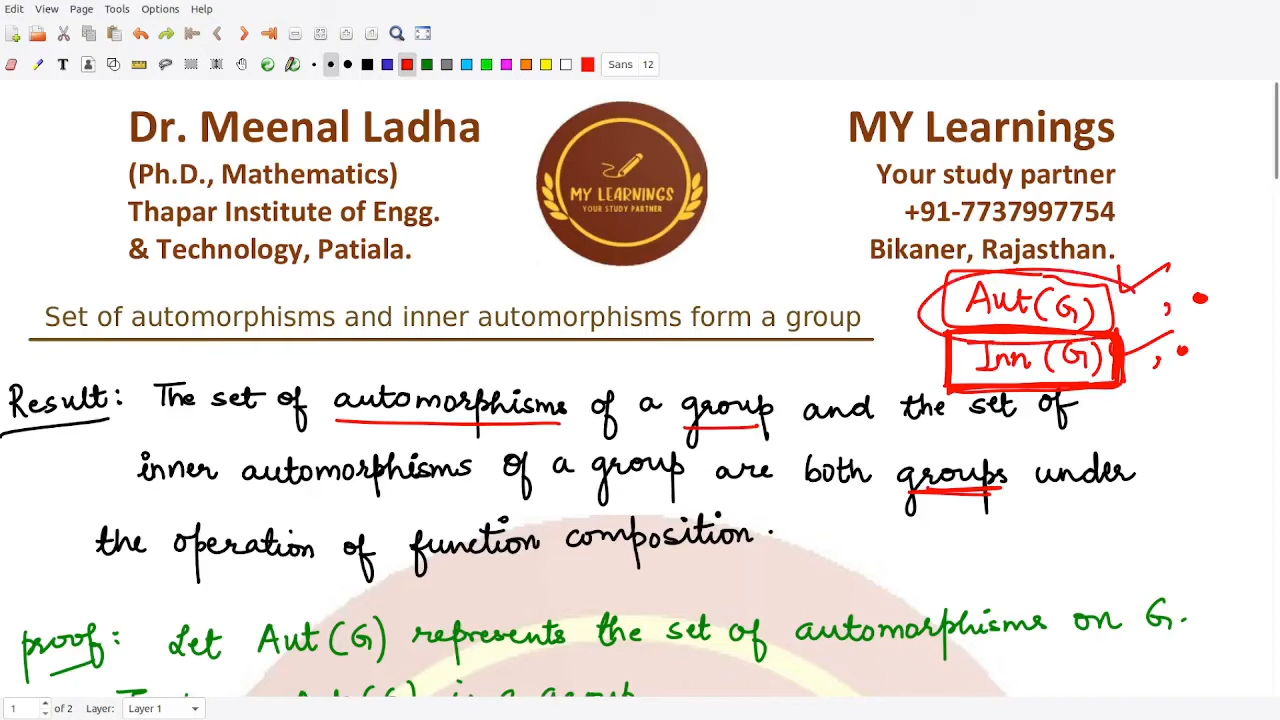 Edit View Page Tools Options Help
Sans 12
Dr. Meenal Ladha
(Ph.D., Mathematics)
Thapar Institute of Engg.
& Technology, Patiala.
MY LEARNINGS
YOUR STUDY PARTNER
MY Learnings
Your study partner
+91-7737997754
Bikaner, Rajasthan.
Set of automorphisms and inner automorphisms form a group
Aut(G) , •
Inn (G) , •
Result: The set of automorphisms of a group and the set of
inner automorphisms of a group are both groups under
the operation of function composition.
proof: Let Aut(G) represents the set of automorphisms on G.
Aut(G) is a group
1 of 2 Layer: Layer 1